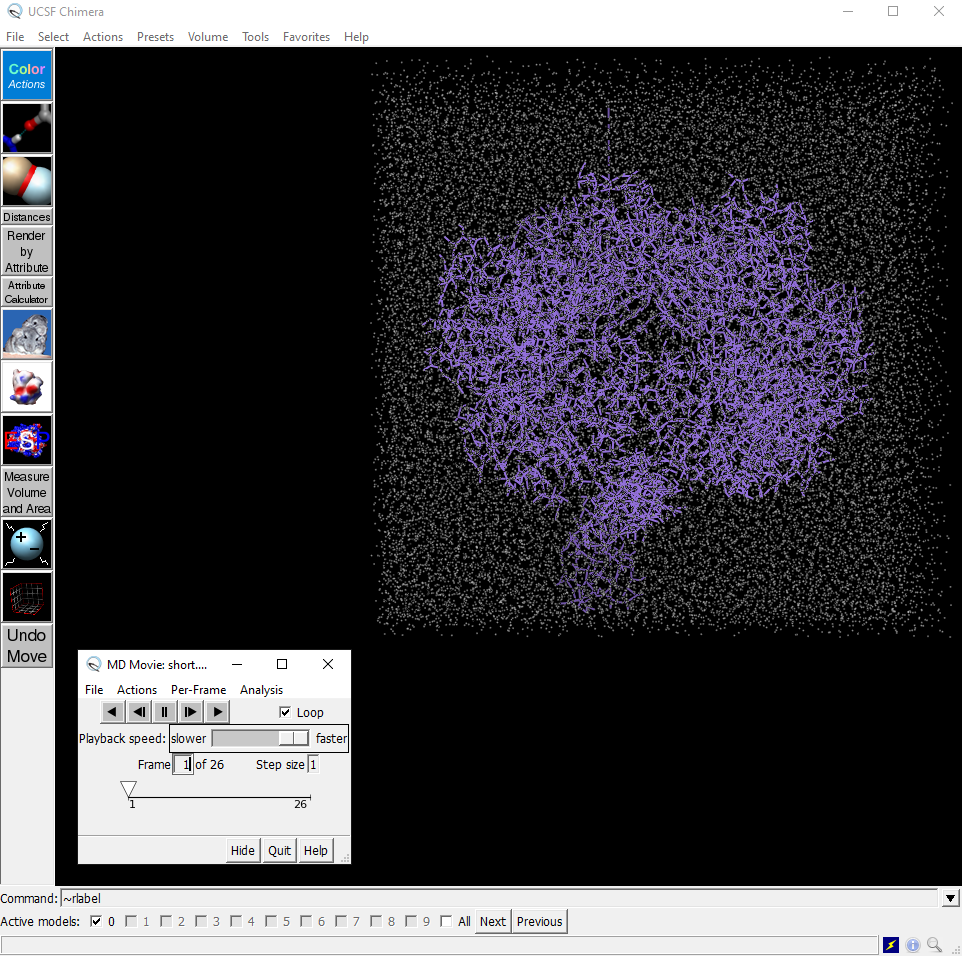 UCSF Chimera
File Select Actions Presets Volume Tools Favorites Help
Color
Actions
Distances
Render
by
Attribute
Attribute
Calculator
S
Measure
Volume
and Area
+ −
Undo
Move
MD Movie: short....
File Actions Per-Frame Analysis
Loop
Playback speed: slower faster
Frame 1 of 26 Step size 1
1 26
Hide Quit Help
Command: ~rlabel
Active models: 0 1 2 3 4 5 6 7 8 9 All Next Previous